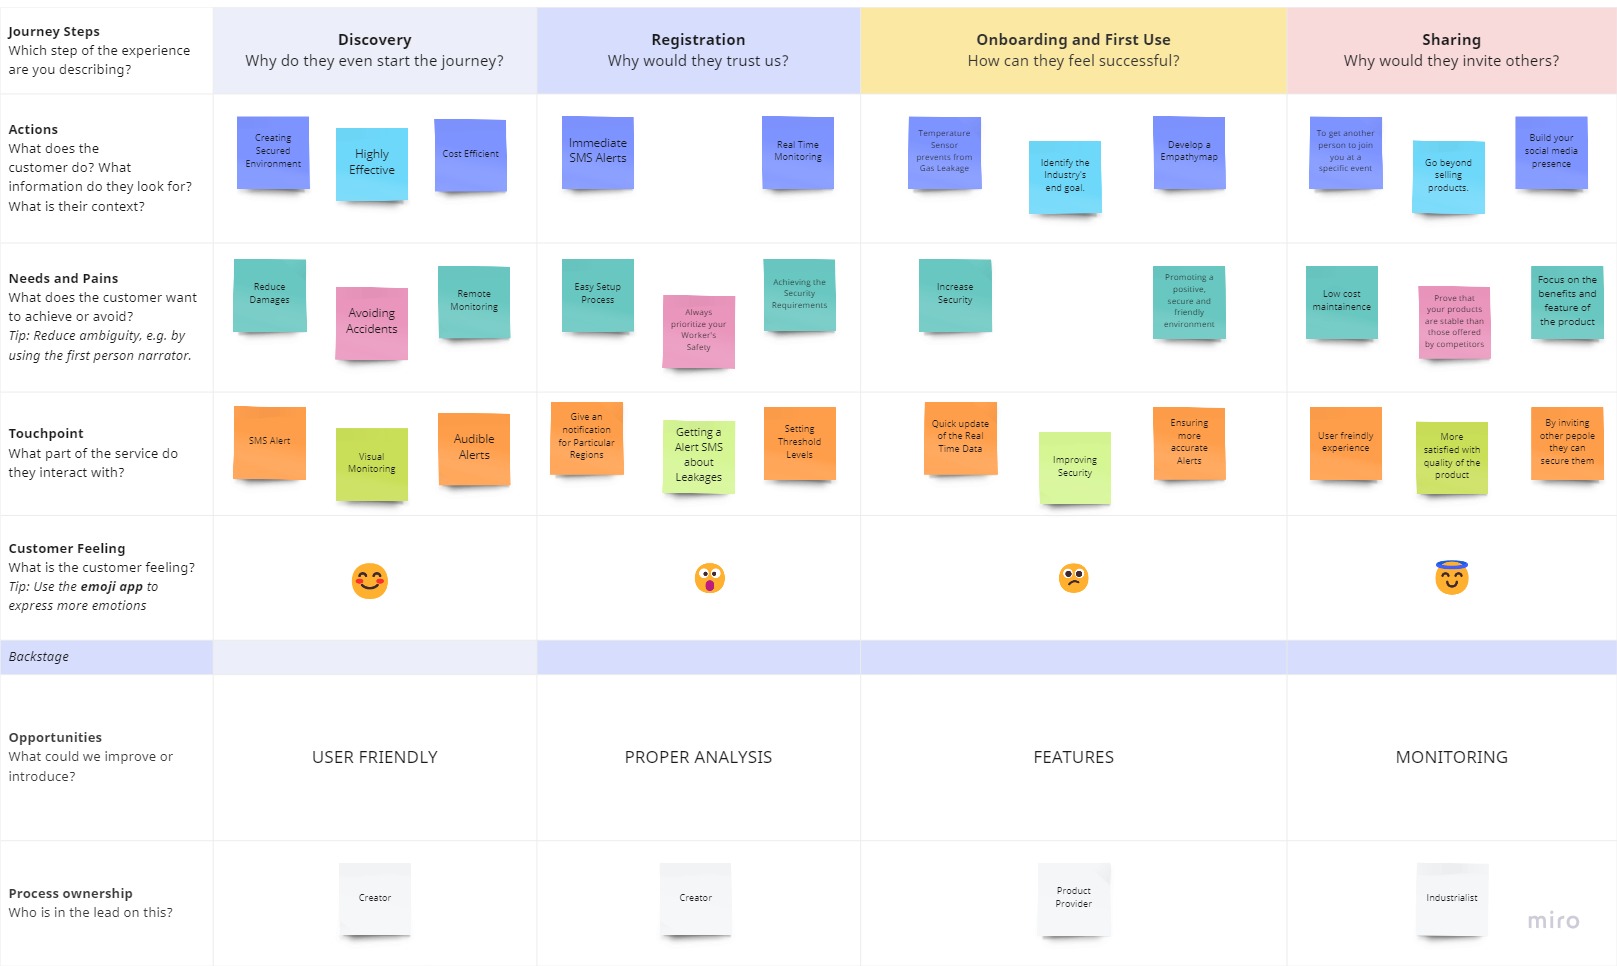 Journey Steps
Which step of the experience
are you describing?
Discovery
Why do they even start the journey?
Registration
Why would they trust us?
Onboarding and First Use
How can they feel successful?
Sharing
Why would they invite others?
Actions
What does the
customer do? What
information do they look for?
What is their context?
Creating
Secured
Environment
Highly
Effective
Cost Efficient
Immediate
SMS Alerts
Real Time
Monitoring
Temperature
Sensor
prevents from
Gas Leakage
Identify the
Industry's
end goal.
Develop a
Empathymap
To get another
person to join
you at a
specific event
Go beyond
selling
products.
Build your
social media
presence
Needs and Pains
What does the customer want
to achieve or avoid?
Tip: Reduce ambiguity, e.g. by
using the first person narrator.
Reduce
Damages
Avoiding
Accidents
Remote
Monitoring
Easy Setup
Process
Always
prioritize your
Worker's
Safety
Achieving the
Security
Requirements
Increase
Security
Promoting a
positive,
secure and
friendly
environment
Low cost
maintainence
Prove that
your products
are stable than
those offered
by competitors
Focus on the
benefits and
feature of
the product
Touchpoint
What part of the service do
they interact with?
SMS Alert
Visual
Monitoring
Audible
Alerts
Give an
notification
for Particular
Regions
Getting a
Alert SMS
about
Leakages
Setting
Threshold
Levels
Quick update
of the Real
Time Data
Improving
Security
Ensuring
more
accurate
Alerts
User freindly
experience
More
satisfied with
quality of the
product
By inviting
other pepole
they can
secure them
Customer Feeling
What is the customer feeling?
Tip: Use the emoji app to
express more emotions
Backstage
Opportunities
What could we improve or
introduce?
USER FRIENDLY
PROPER ANALYSIS
FEATURES
MONITORING
Process ownership
Who is in the lead on this?
Creator
Creator
Product
Provider
Industrialist
miro